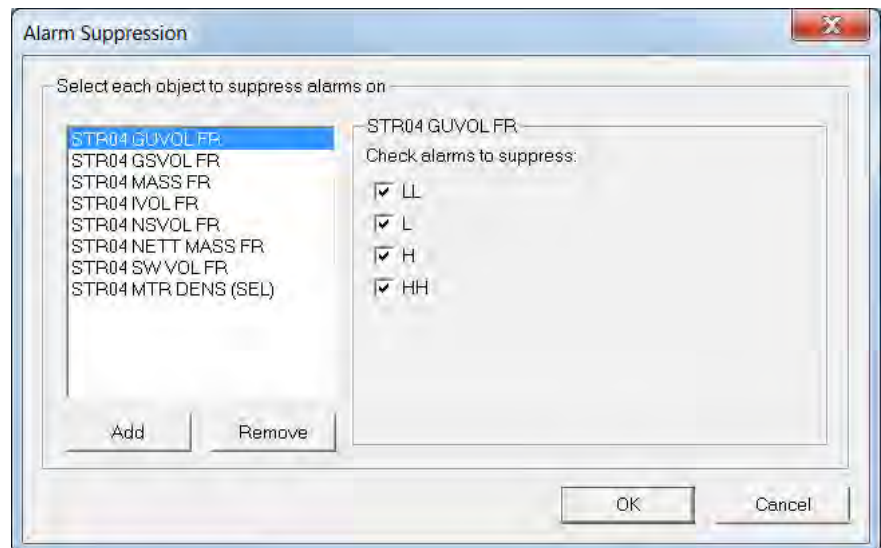 Alarm Suppression
Select each object to suppress alarms on
STR04 GUVOL FR
STR04 GSVOL FR
STR04 MASS FR
STR04 IVOL FR
STR04 NSVOL FR
STR04 NETT MASS FR
STR04 SW VOL FR
STR04 MTR DENS (SEL)
Add
Remove
STR04 GUVOL FR
Check alarms to suppress:
LL
L
H
HH
OK
Cancel